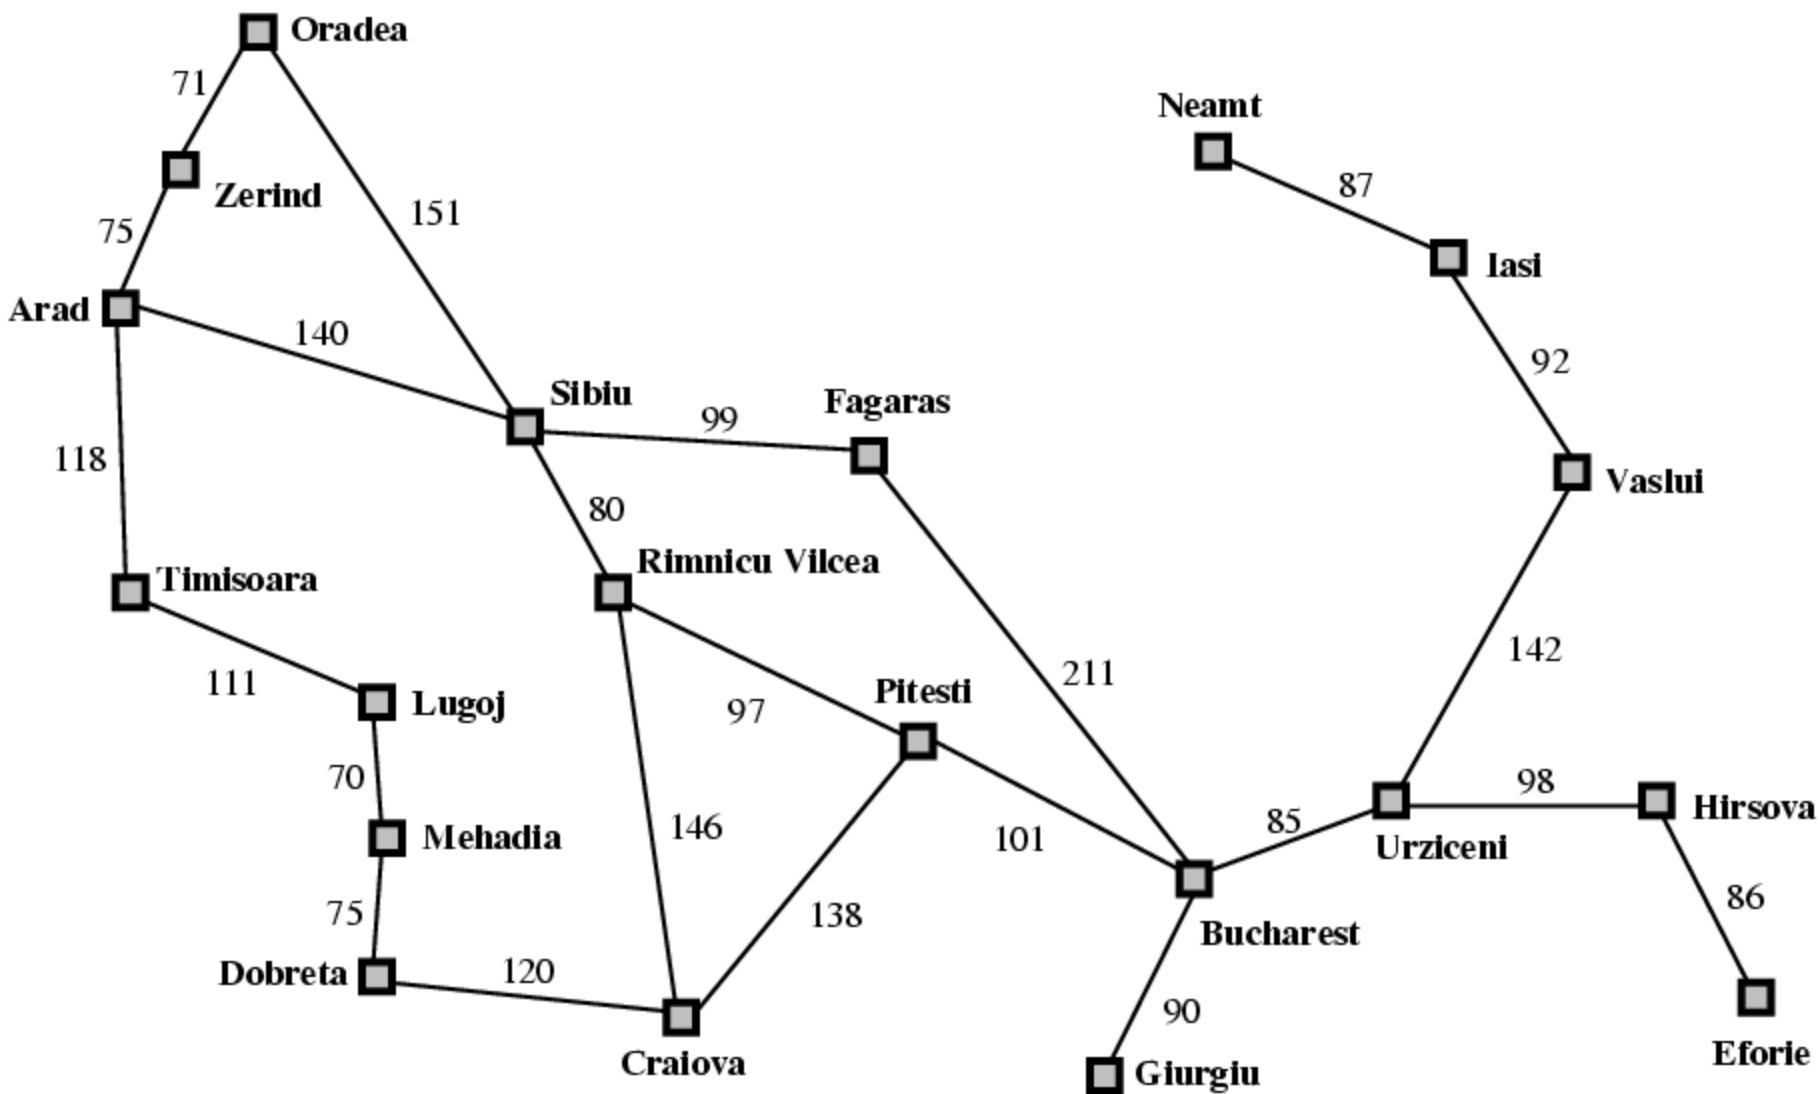 Oradea
71
Neamt
87
Zerind
151
75
Iasi
Arad
140
92
Sibiu
99
Fagaras
118
Vaslui
80
Timisoara
Rimnicu Vilcea
142
211
111
Lugoj
97
Pitesti
70
98
Hirsova
Mehadia
146
101
85
Urziceni
86
75
138
Bucharest
Dobreta
120
90
Eforie
Craiova
Giurgiu